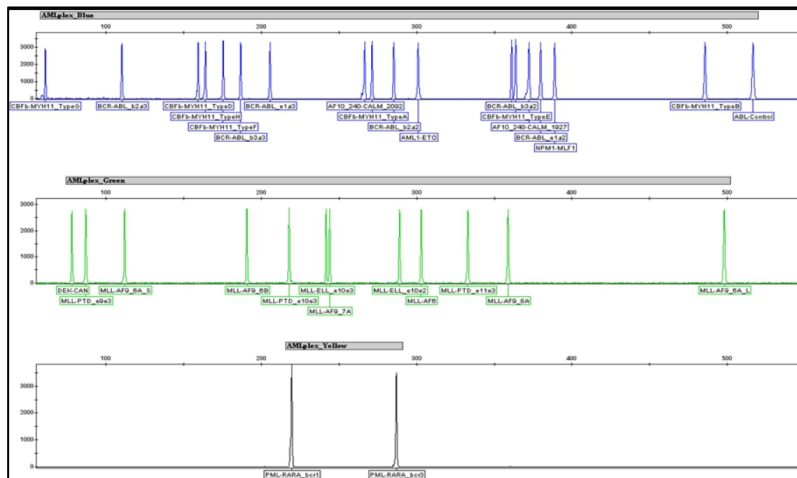 AMLplex_Blue
100 200 300 400 500
3000
2000
1000
0
CBFb-MYH11_TypeG BCR-ABL_b2a3 CBFb-MYH11_TypeD BCR-ABL_e1a3 AF10_240-CALM_2092 BCR-ABL_b3a2 CBFb-MYH11_TypeB ABL-Control
CBFb-MYH11_TypeH CBFb-MYH11_TypeA CBFb-MYH11_TypeE
CBFb-MYH11_TypeF BCR-ABL_b2a2 AF10_240-CALM_1927
BCR-ABL_b3a3 AML1-ETO BCR-ABL_e1a2
NPM1-MLF1
AMLplex_Green
100 200 300 400 500
3000
2000
1000
0
DEK-CAN MLL-AF9_6A_S MLL-AF9_6B MLL-ELL_e10e3 MLL-ELL_e10e2 MLL-PTD_e11e3 MLL-AF9_6A_L
MLL-PTD_e9e3 MLL-PTD_e10e3 MLL-AF6 MLL-AF9_8A
MLL-AF9_7A
AMLplex_Yellow
100 200 300 400 500
3000
2000
1000
0
PML-RARA_bcr1 PML-RARA_bcr3